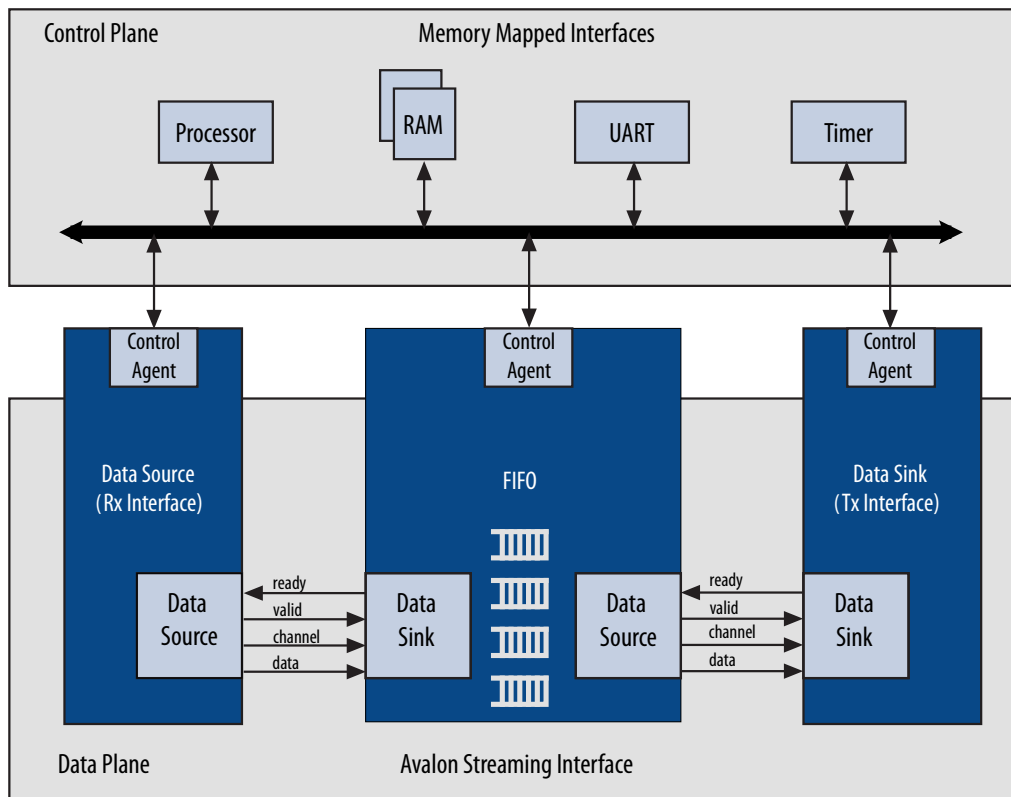 Control Plane
Memory Mapped Interfaces
Processor
RAM
UART
Timer
Control
Agent
Control
Agent
Control
Agent
Data Source
(Rx Interface)
FIFO
Data Sink
(Tx Interface)
Data
Source
ready
valid
channel
data
Data
Sink
Data
Source
ready
valid
channel
data
Data
Sink
Data Plane
Avalon Streaming Interface